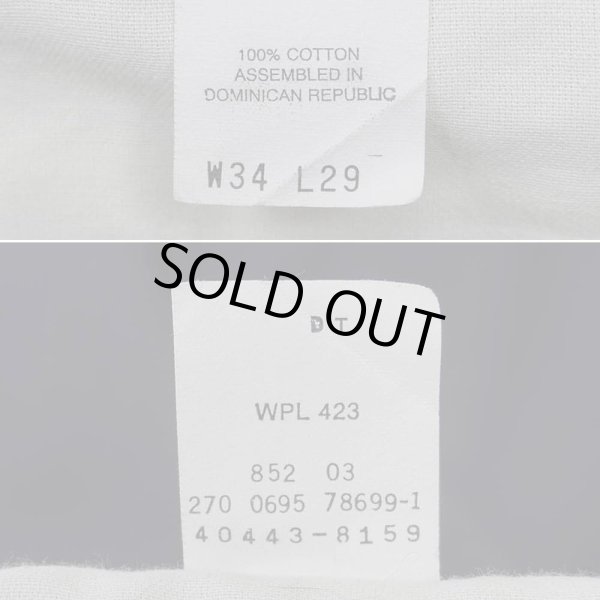 100% COTTON
ASSEMBLED IN
DOMINICAN REPUBLIC
W34 L29
SOLD OUT
WPL 423
852 03
270 0695 78699-1
40443-8159